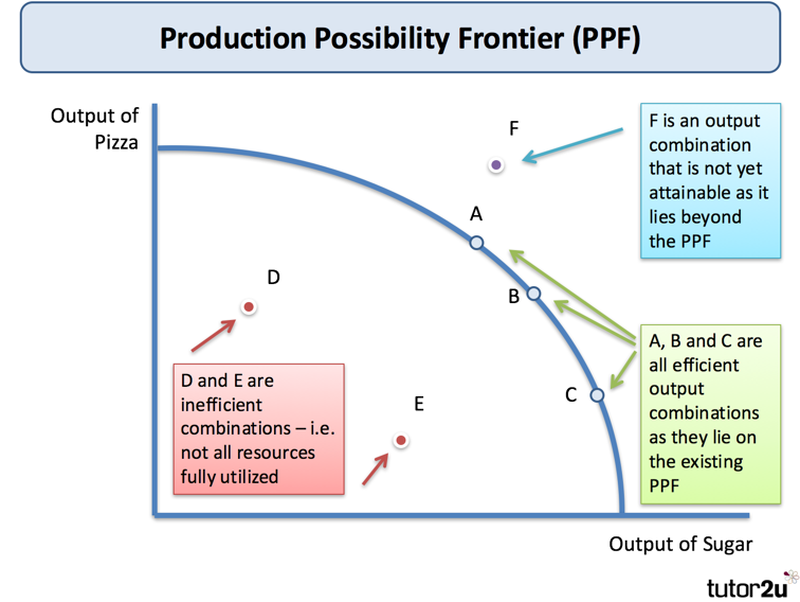 Production Possibility Frontier (PPF)
Output of
Pizza
F
F is an output
combination
that is not yet
attainable as it
lies beyond
the PPF
A
D
B
A, B and C are
all efficient
output
combinations
as they lie on
the existing
PPF
D and E are
inefficient
combinations – i.e.
not all resources
fully utilized
C
E
Output of Sugar
tutor2u